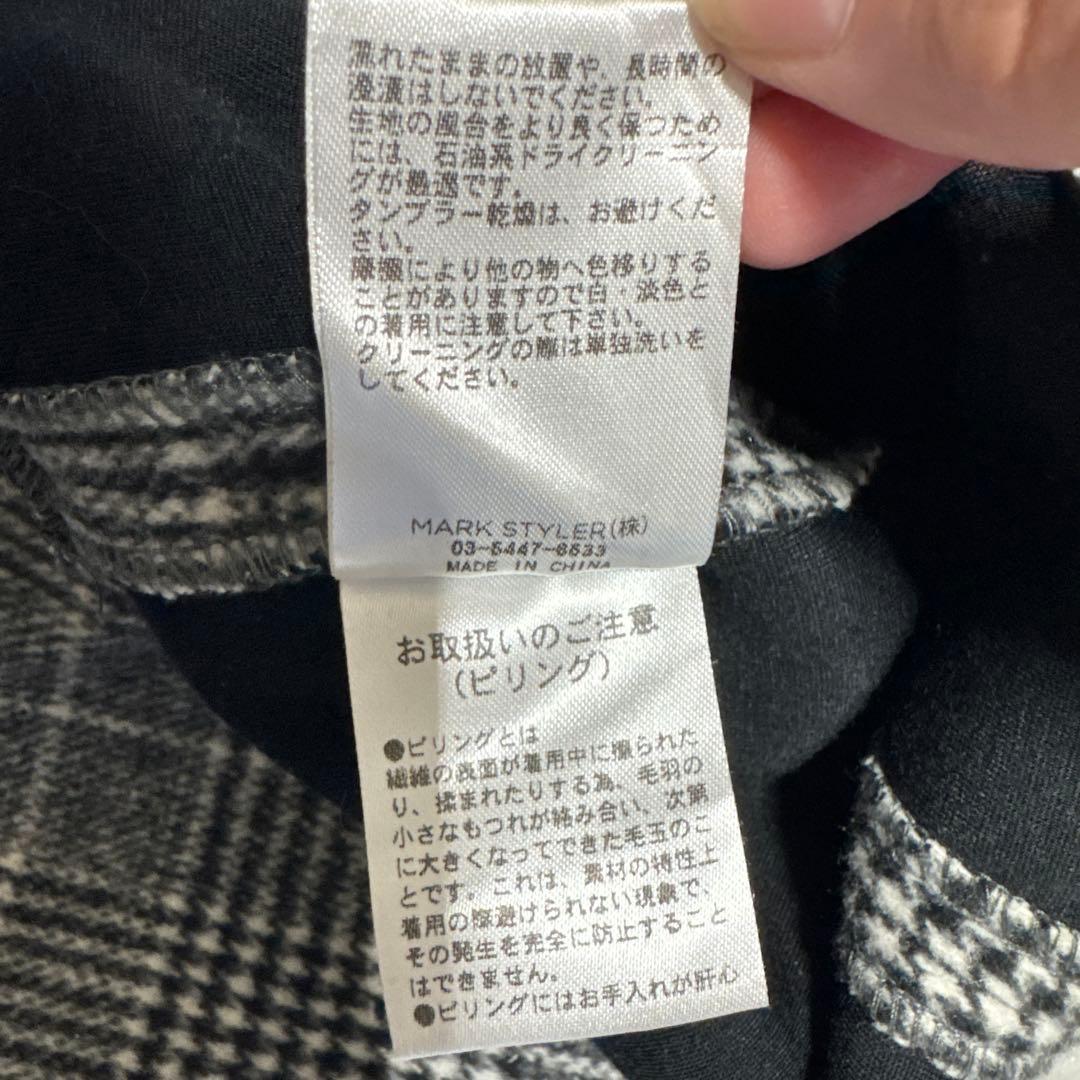 濡れたままの放置や、長時間の
浸漬はしないでください。
生地の風合をより良く保つため
には、石油系ドライクリーニン
グが最適です。
タンブラー乾燥は、お避けくだ
さい。
摩擦により他の物へ色移りする
ことがありますので白・淡色と
の着用に注意して下さい。
クリーニングの際は単独洗いを
してください。
MARK STYLER(株)
03-5447-6533
MADE IN CHINA
お取扱いのご注意
(ピリング)
●ピリングとは
繊維の表面が着用中に擦られた
り、揉まれたりする為、毛羽の
小さなもつれが絡み合い、次第
に大きくなってできた毛玉のこ
とです。これは、素材の特性上
着用の際避けられない現象で、
その発生を完全に防止すること
はできません。
●ピリングにはお手入れが肝心